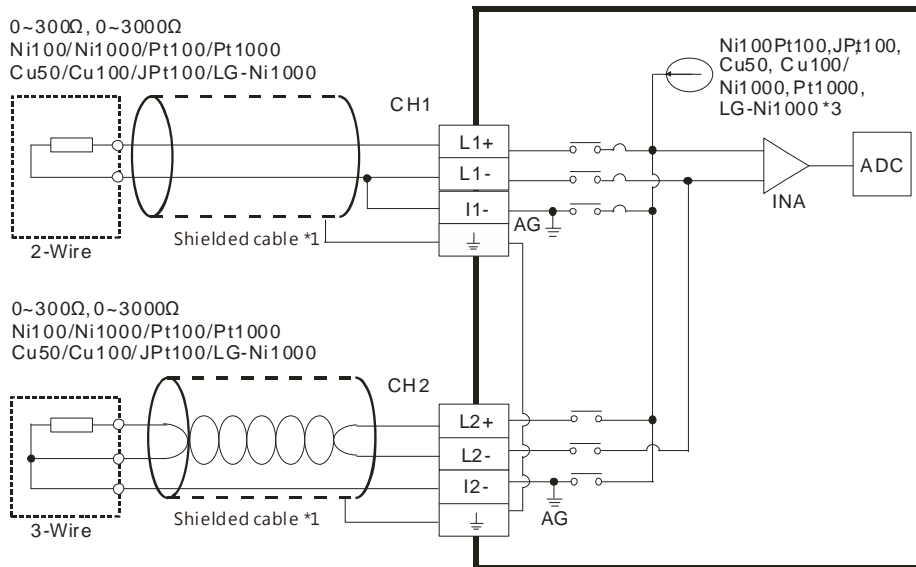 0~300Ω, 0~3000Ω
Ni100/Ni1000/Pt100/Pt1000
Cu50/Cu100/JPt100/LG-Ni1000
CH1
Ni100Pt100, JPt100,
Cu50, Cu100/
Ni1000, Pt1000,
LG-Ni1000 *3
L1+
L1-
I1-
AG
INA
ADC
2-Wire
Shielded cable *1
0~300Ω, 0~3000Ω
Ni100/Ni1000/Pt100/Pt1000
Cu50/Cu100/JPt100/LG-Ni1000
CH2
L2+
L2-
I2-
AG
3-Wire
Shielded cable *1